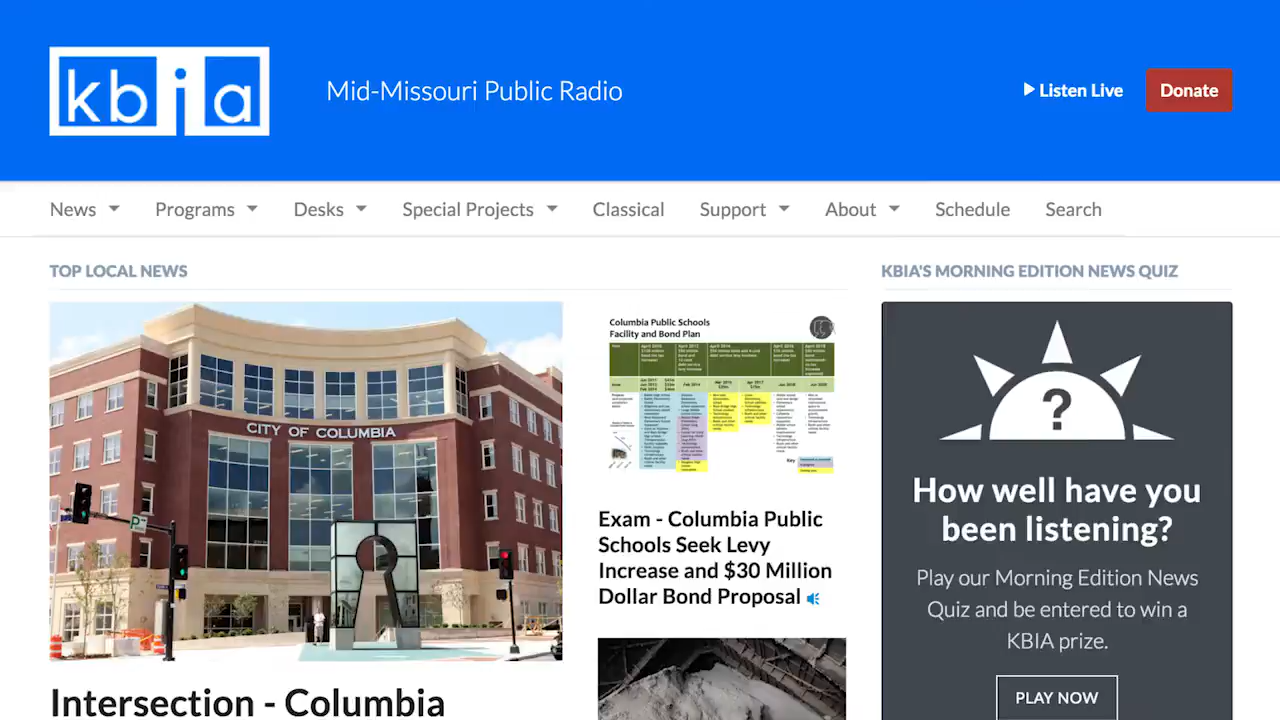 kbia
Mid-Missouri Public Radio
Listen Live
Donate
News
Programs
Desks
Special Projects
Classical
Support
About
Schedule
Search
TOP LOCAL NEWS
KBIA'S MORNING EDITION NEWS QUIZ
CITY OF COLUMBIA
P
Columbia Public Schools
Facility and Bond Plan
Exam - Columbia Public
Schools Seek Levy
Increase and $30 Million
Dollar Bond Proposal
Intersection - Columbia
?
How well have you
been listening?
Play our Morning Edition News
Quiz and be entered to win a
KBIA prize.
PLAY NOW